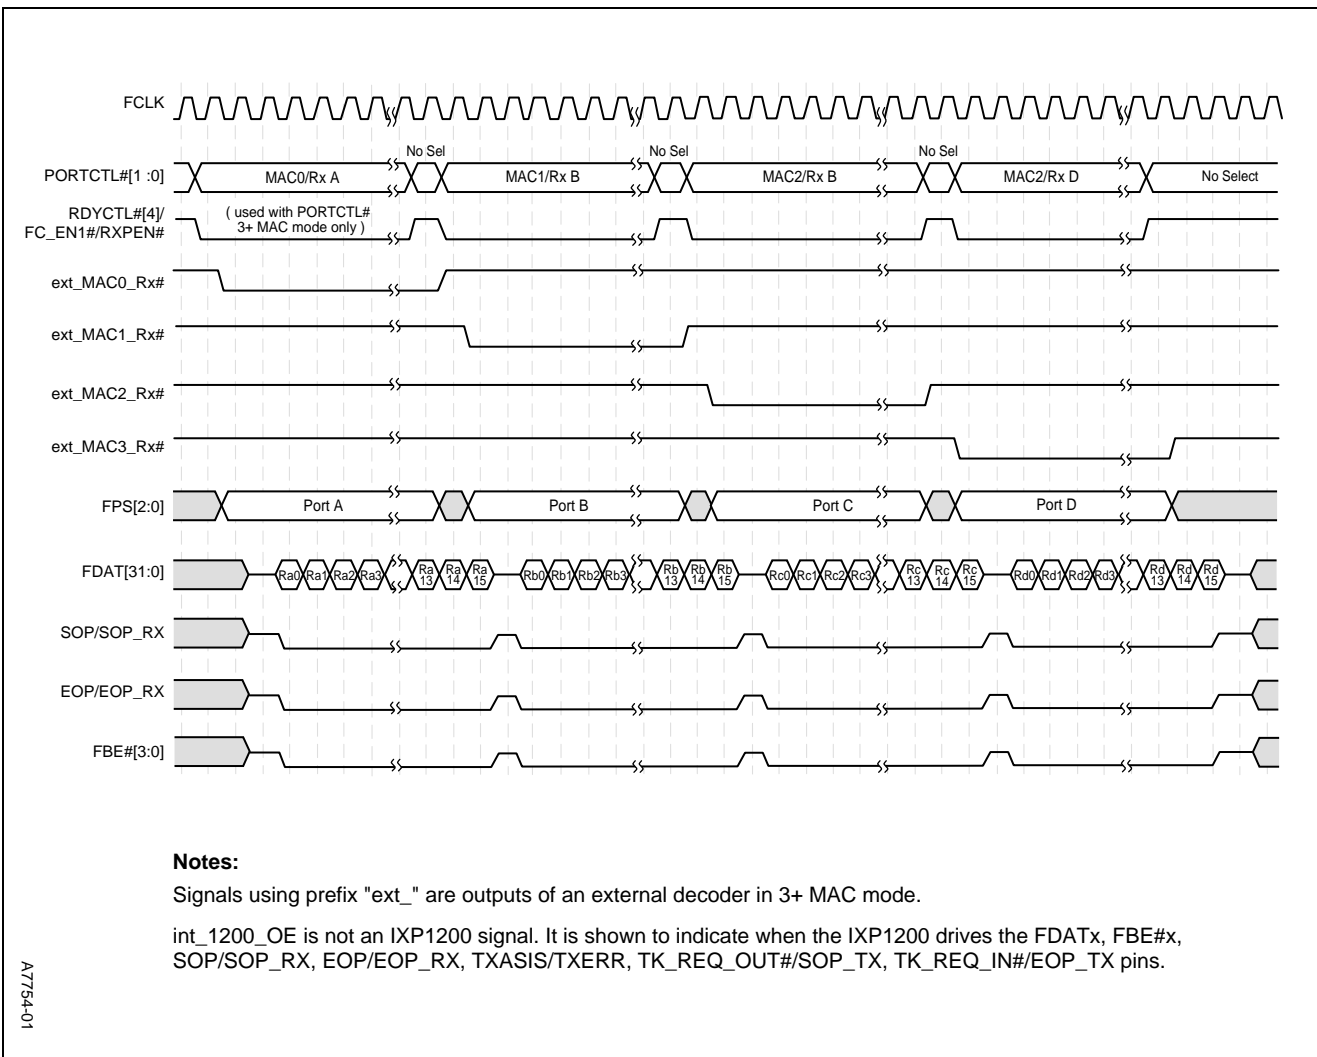 FCLK
No Sel No Sel No Sel
PORTCTL#[1 :0] MAC0/Rx A MAC1/Rx B MAC2/Rx B MAC2/Rx D No Select
RDYCTL#[4]/
FC_EN1#/RXPEN#
( used with PORTCTL#
3+ MAC mode only )
ext_MAC0_Rx#
ext_MAC1_Rx#
ext_MAC2_Rx#
ext_MAC3_Rx#
FPS[2:0] Port A Port B Port C Port D
FDAT[31:0] Ra0 Ra1 Ra2 Ra3 Ra 13 Ra 14 Ra 15 Rb0 Rb1 Rb2 Rb3 Rb 13 Rb 14 Rb 15 Rc0 Rc1 Rc2 Rc3 Rc 13 Rc 14 Rc 15 Rd0 Rd1 Rd2 Rd3 Rd 13 Rd 14 Rd 15
SOP/SOP_RX
EOP/EOP_RX
FBE#[3:0]
Notes:
Signals using prefix "ext_" are outputs of an external decoder in 3+ MAC mode.
int_1200_OE is not an IXP1200 signal. It is shown to indicate when the IXP1200 drives the FDATx, FBE#x,
SOP/SOP_RX, EOP/EOP_RX, TXASIS/TXERR, TK_REQ_OUT#/SOP_TX, TK_REQ_IN#/EOP_TX pins.
A7754-01